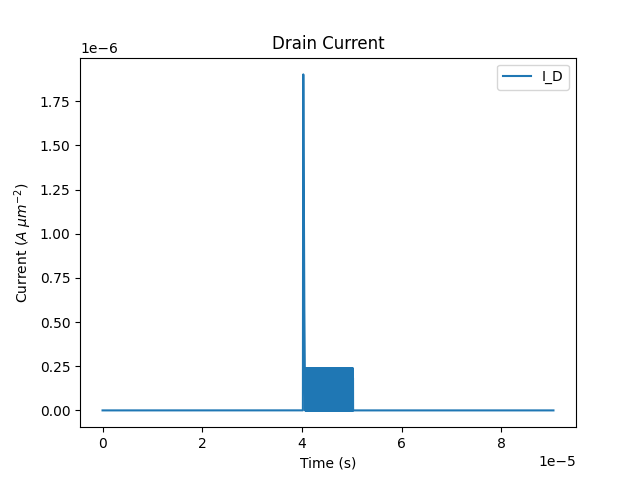 Drain Current
1e−6
I_D
1.75
1.50
1.25
1.00
0.75
0.50
0.25
0.00
Current (A μm⁻²)
0 2 4 6 8
Time (s)
1e−5